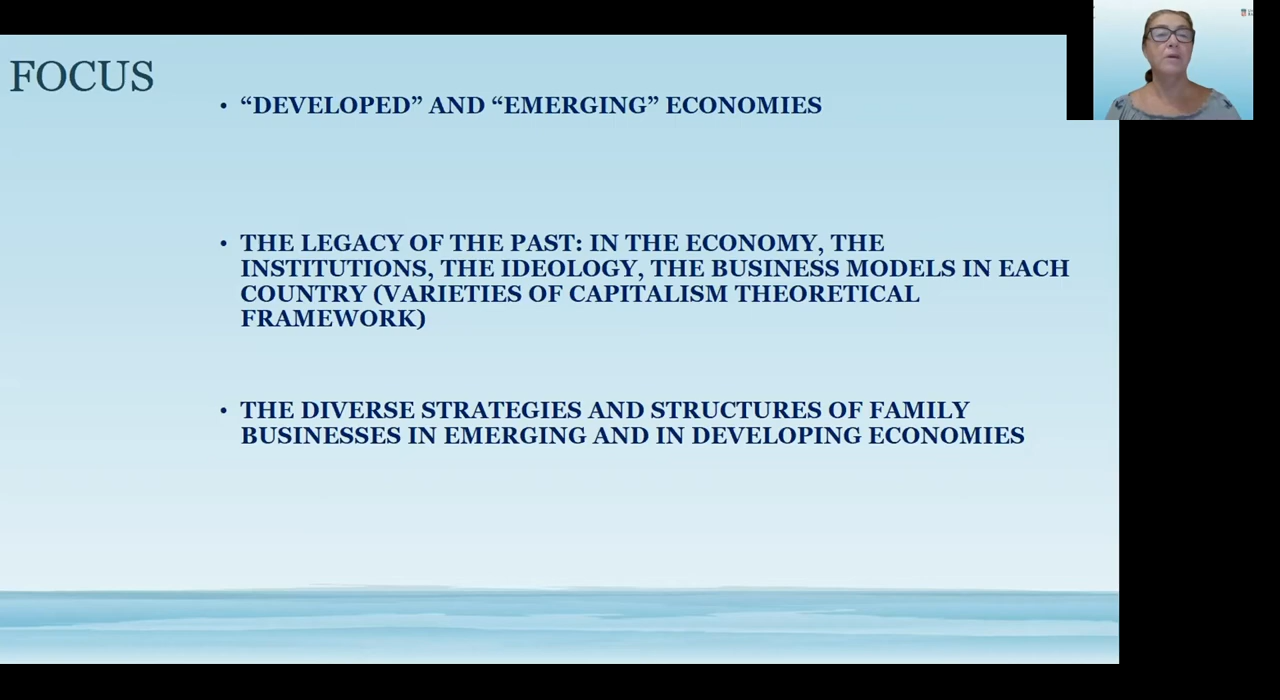 FOCUS
• “DEVELOPED” AND “EMERGING” ECONOMIES
• THE LEGACY OF THE PAST: IN THE ECONOMY, THE
INSTITUTIONS, THE IDEOLOGY, THE BUSINESS MODELS IN EACH
COUNTRY (VARIETIES OF CAPITALISM THEORETICAL
FRAMEWORK)
• THE DIVERSE STRATEGIES AND STRUCTURES OF FAMILY
BUSINESSES IN EMERGING AND IN DEVELOPING ECONOMIES